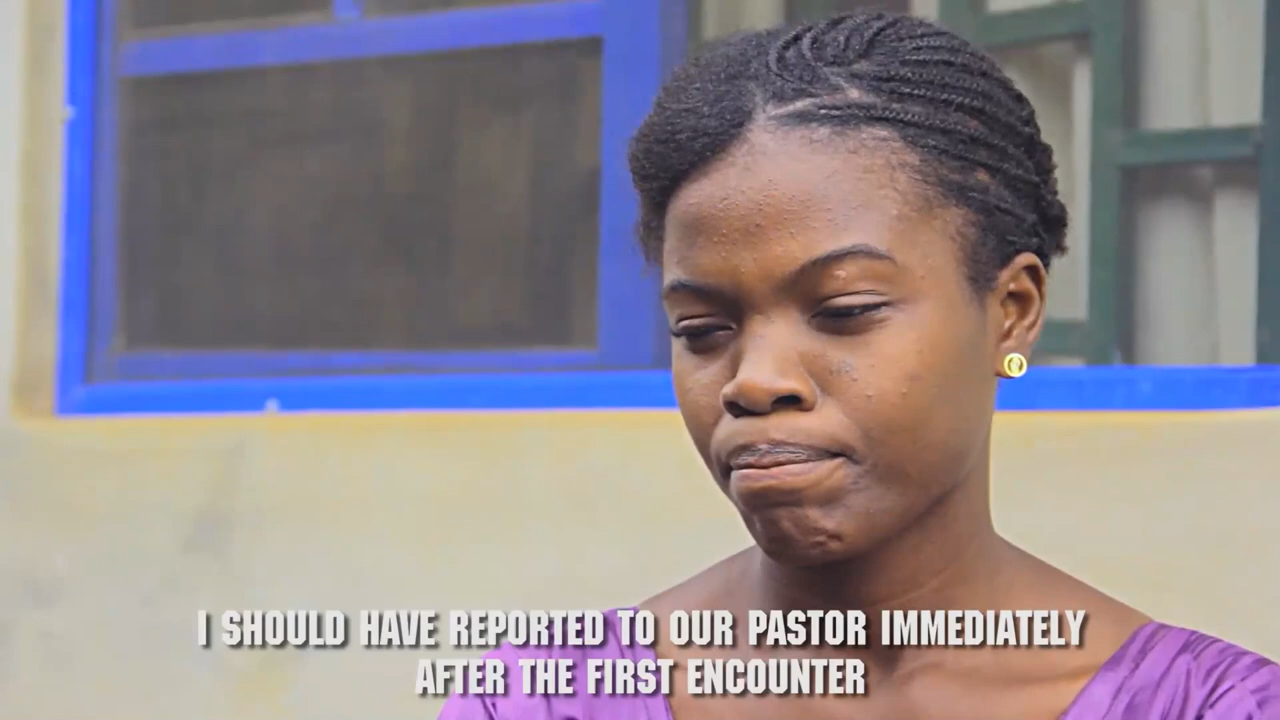 I SHOULD HAVE REPORTED TO OUR PASTOR IMMEDIATELY
AFTER THE FIRST ENCOUNTER